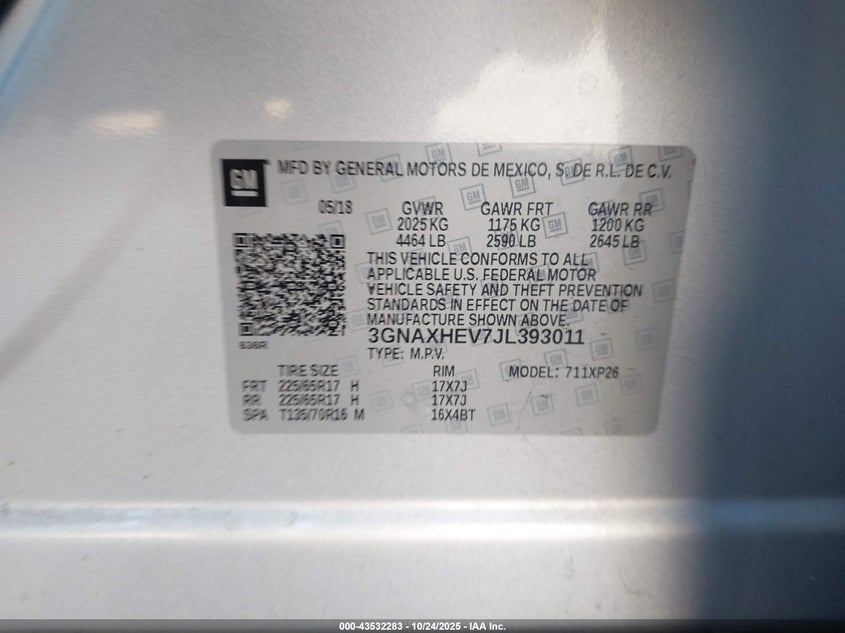 GM
MFD BY GENERAL MOTORS DE MEXICO, S. DE R.L. DE C.V.
05/18 GVWR GAWR FRT GAWR RR
2025 KG 1175 KG 1200 KG
4464 LB 2590 LB 2645 LB
THIS VEHICLE CONFORMS TO ALL
APPLICABLE U.S. FEDERAL MOTOR
VEHICLE SAFETY AND THEFT PREVENTION
STANDARDS IN EFFECT ON THE DATE OF
MANUFACTURE SHOWN ABOVE.
3GNAXHEV7JL393011
TYPE: M.P.V.
TIRE SIZE RIM MODEL: 711XP26
FRT 225/65R17 H 17X7J
RR 225/65R17 H 17X7J
SPA T135/70R16 M 16X4BT
000-43532283 - 10/24/2025 - IAA Inc.